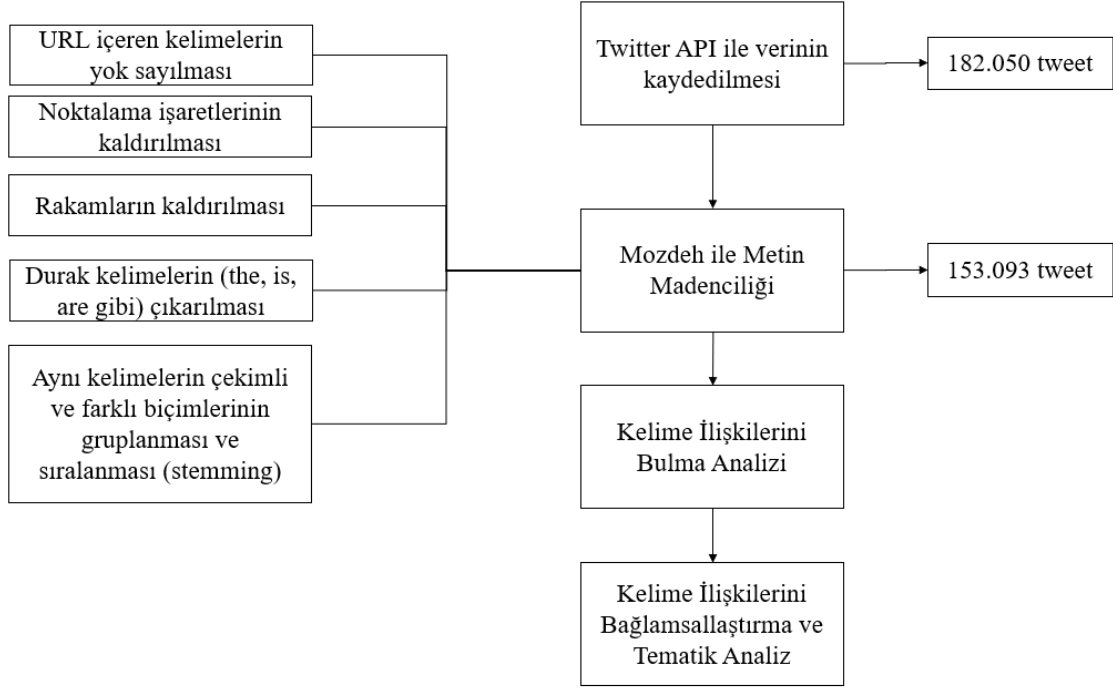 URL içeren kelimelerin
yok sayılması
Noktalama işaretlerinin
kaldırılması
Rakamların kaldırılması
Durak kelimelerin (the, is,
are gibi) çıkarılması
Aynı kelimelerin çekimli
ve farklı biçimlerinin
gruplanması ve
sıralanması (stemming)
Twitter API ile verinin
kaydedilmesi
182.050 tweet
Mozdeh ile Metin
Madenciliği
153.093 tweet
Kelime İlişkilerini
Bulma Analizi
Kelime İlişkilerini
Bağlamsallaştırma ve
Tematik Analiz